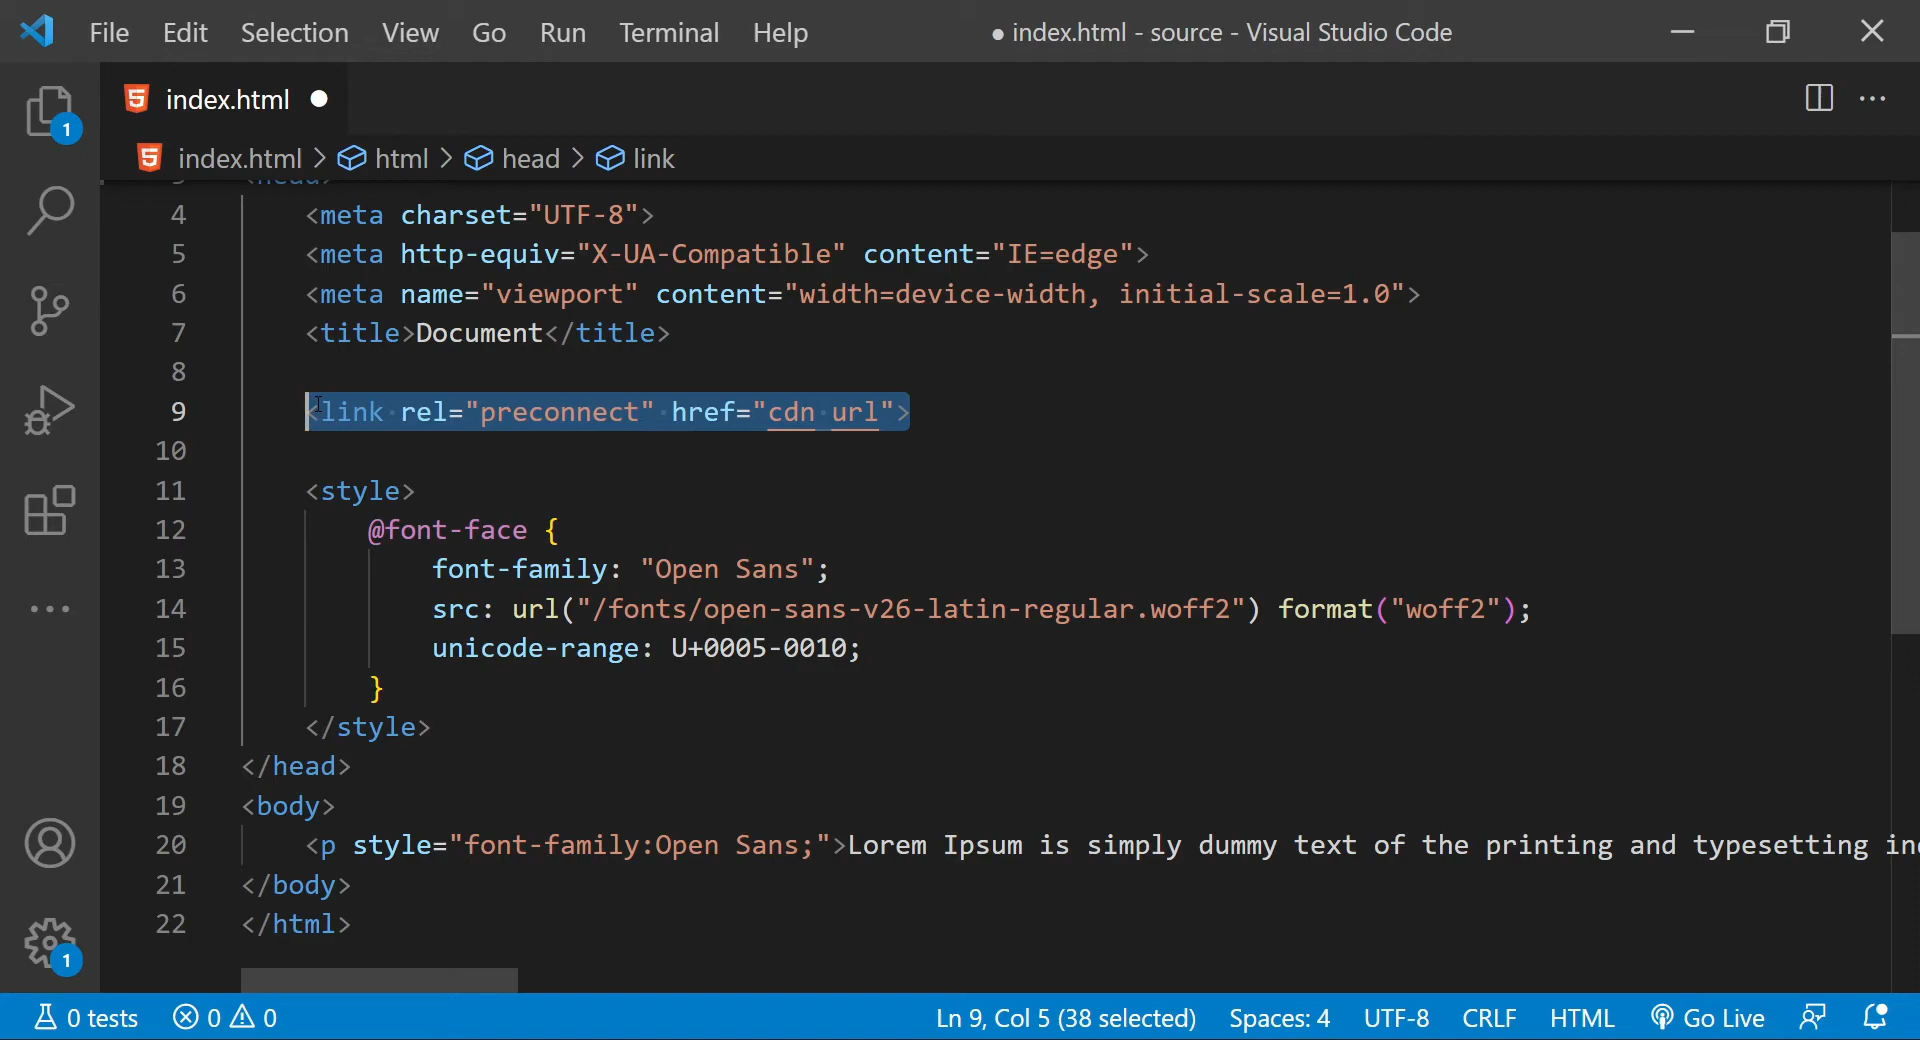 File Edit Selection View Go Run Terminal Help ● index.html - source - Visual Studio Code
index.html ●
index.html > html > head > link
3 <head>
4 <meta charset="UTF-8">
5 <meta http-equiv="X-UA-Compatible" content="IE=edge">
6 <meta name="viewport" content="width=device-width, initial-scale=1.0">
7 <title>Document</title>
8
9 <link rel="preconnect" href="cdn url">
10
11 <style>
12 @font-face {
13 font-family: "Open Sans";
14 src: url("/fonts/open-sans-v26-latin-regular.woff2") format("woff2");
15 unicode-range: U+0005-0010;
16 }
17 </style>
18 </head>
19 <body>
20 <p style="font-family:Open Sans;">Lorem Ipsum is simply dummy text of the printing and typesetting
21 </body>
22 </html>
1
1
0 tests 0 0 Ln 9, Col 5 (38 selected) Spaces: 4 UTF-8 CRLF HTML Go Live